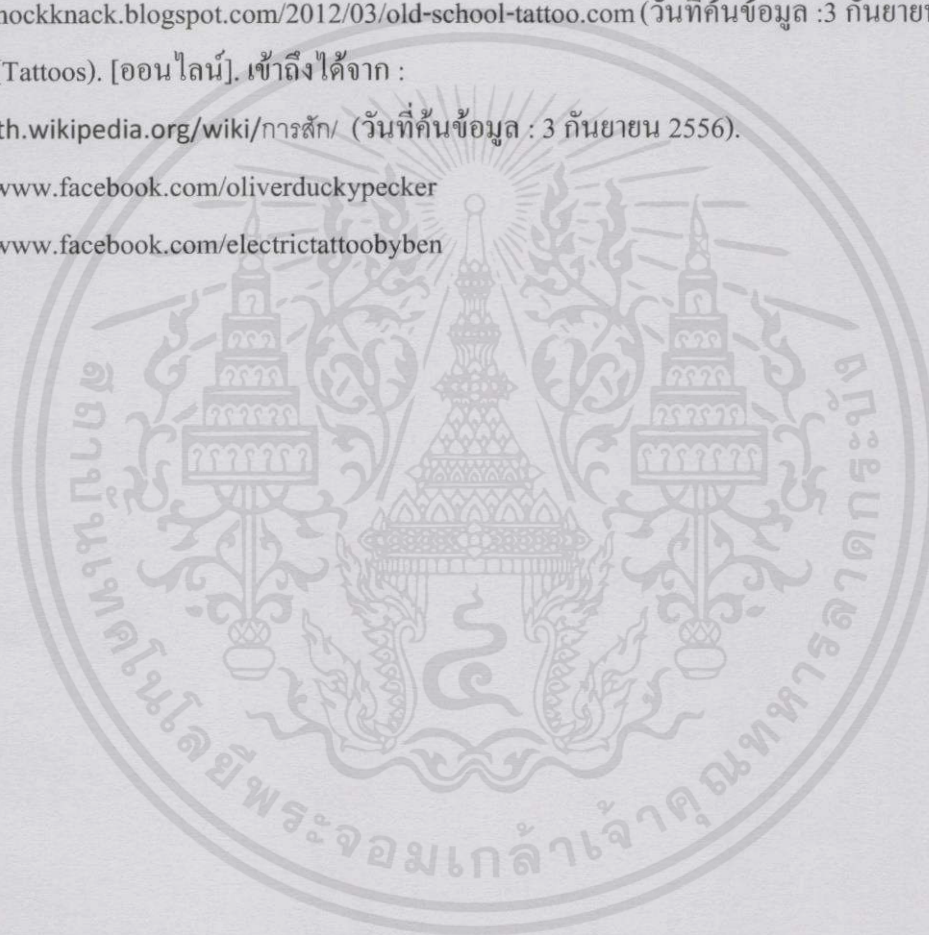 nockknack.blogspot.com/2012/03/old-school-tattoo.com (วันที่ค้นข้อมูล :3 กันยายน
Tattoos). [ออนไลน์]. เข้าถึงได้จาก :
th.wikipedia.org/wiki/การสัก/ (วันที่ค้นข้อมูล : 3 กันยายน 2556).
www.facebook.com/oliverduckypecker
www.facebook.com/electrictattoobyben
๔
สถาบันเทคโนโลยีพระจอมเกล้าเจ้าคุณทหารลาดกระบัง